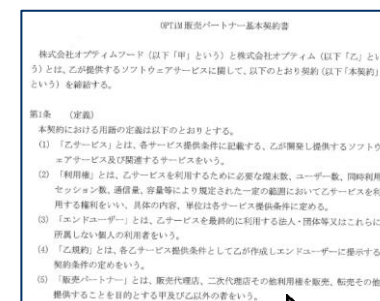 OPTiM 販売パートナー基本契約書
株式会社オプティムフード（以下「甲」という）と株式会社オプティム（以下「乙」とい
う）とは、乙が提供するソフトウェアサービスに関して、以下のとおり契約（以下「本契約」
という）を締結する。
第1条　（定義）
本契約における用語の定義は以下のとおりとする。
(1) 「乙サービス」とは、各サービス提供条件に記載する、乙が開発し提供するソフトウ
ェアサービス及び関連するサービスをいう。
(2) 「利用権」とは、乙サービスを利用するために必要な端末数、ユーザー数、同時利用
セッション数、通信量、容量等により規定された一定の範囲において乙サービスを利
用する権利をいい、具体の内容、単位は各サービス提供条件に定める。
(3) 「エンドユーザー」とは、乙サービスを最終的に利用する法人・団体等又はこれらに
所属しない個人の利用者をいう。
(4) 「乙規約」とは、各乙サービス提供条件として乙が作成しエンドユーザーに提示する
契約条件の定めをいう。
(5) 「販売パートナー」とは、販売代理店、二次代理店その他利用権を販売、転売その他
提供することを目的とする甲及び乙以外の者をいう。